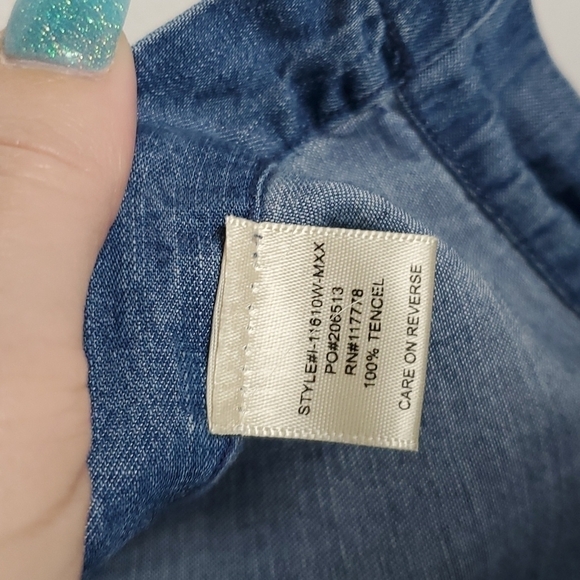 STYLE#I-11610W-MXX
PO#206513
RN#117778
100% TENCEL
CARE ON REVERSE